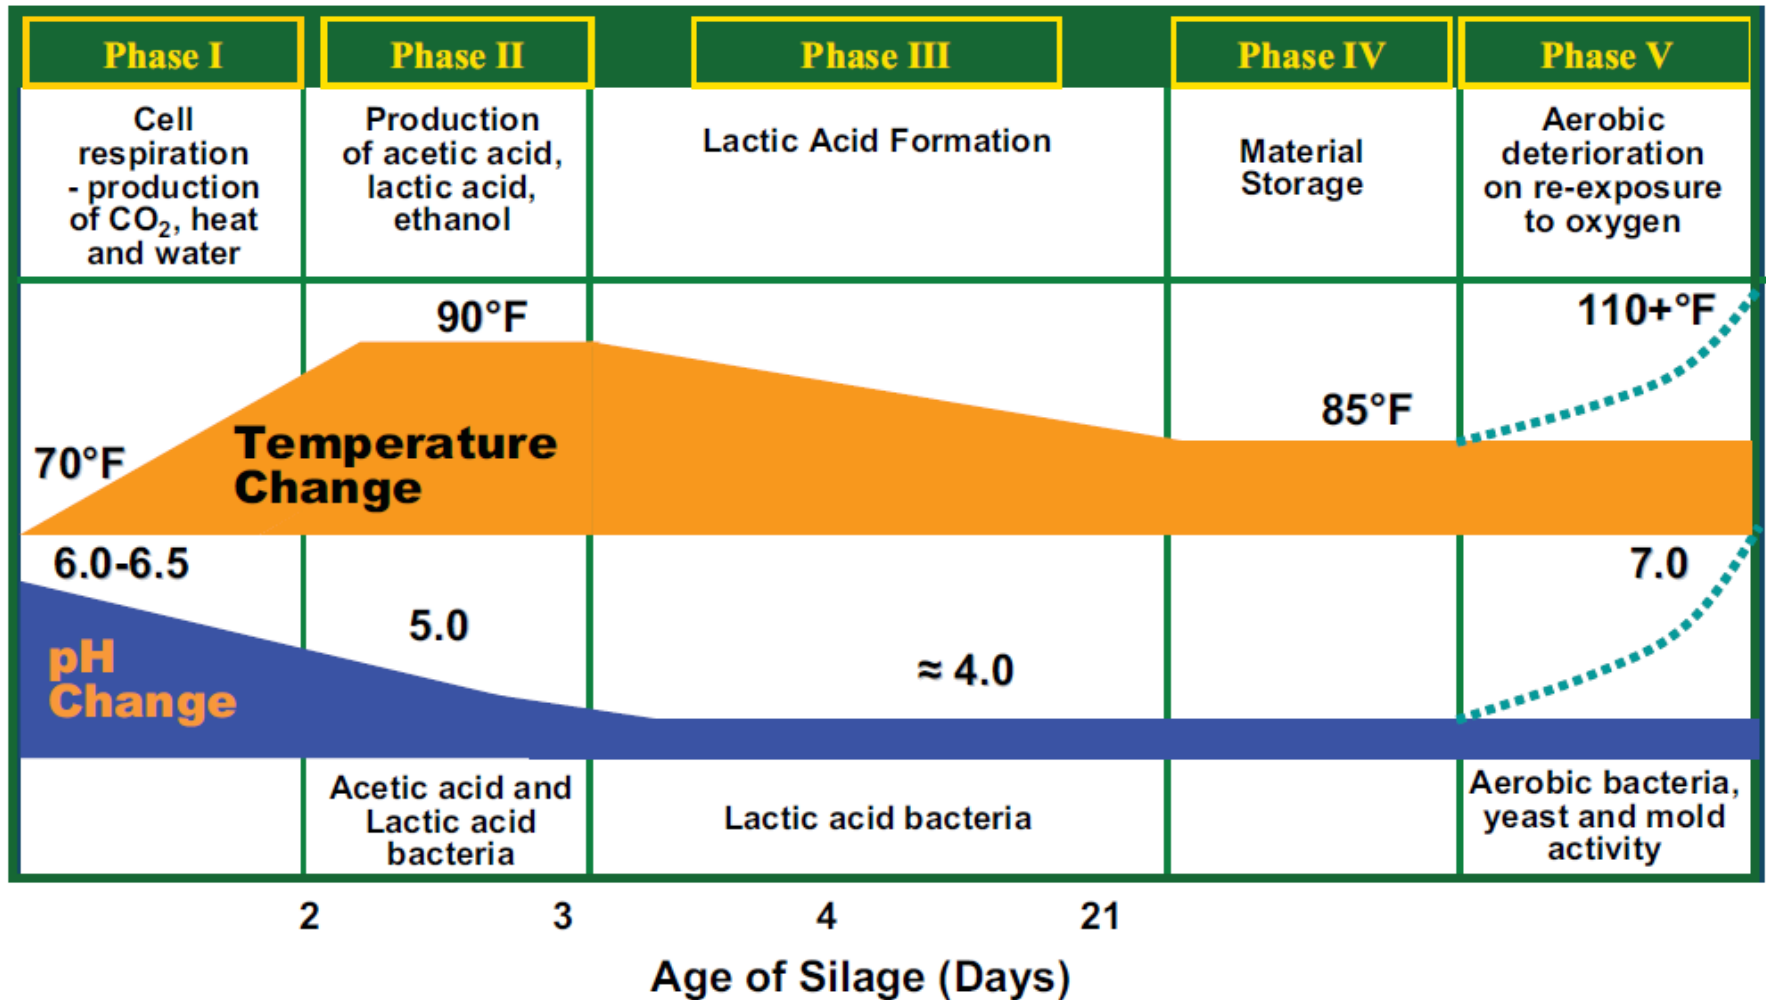 Phase I
Phase II
Phase III
Phase IV
Phase V
Cell
respiration
- production
of CO₂, heat
and water
Production
of acetic acid,
lactic acid,
ethanol
Lactic Acid Formation
Material
Storage
Aerobic
deterioration
on re-exposure
to oxygen
70°F
90°F
85°F
110+°F
Temperature
Change
6.0-6.5
5.0
≈ 4.0
7.0
pH
Change
Acetic acid and
Lactic acid
bacteria
Lactic acid bacteria
Aerobic bacteria,
yeast and mold
activity
2
3
4
21
Age of Silage (Days)